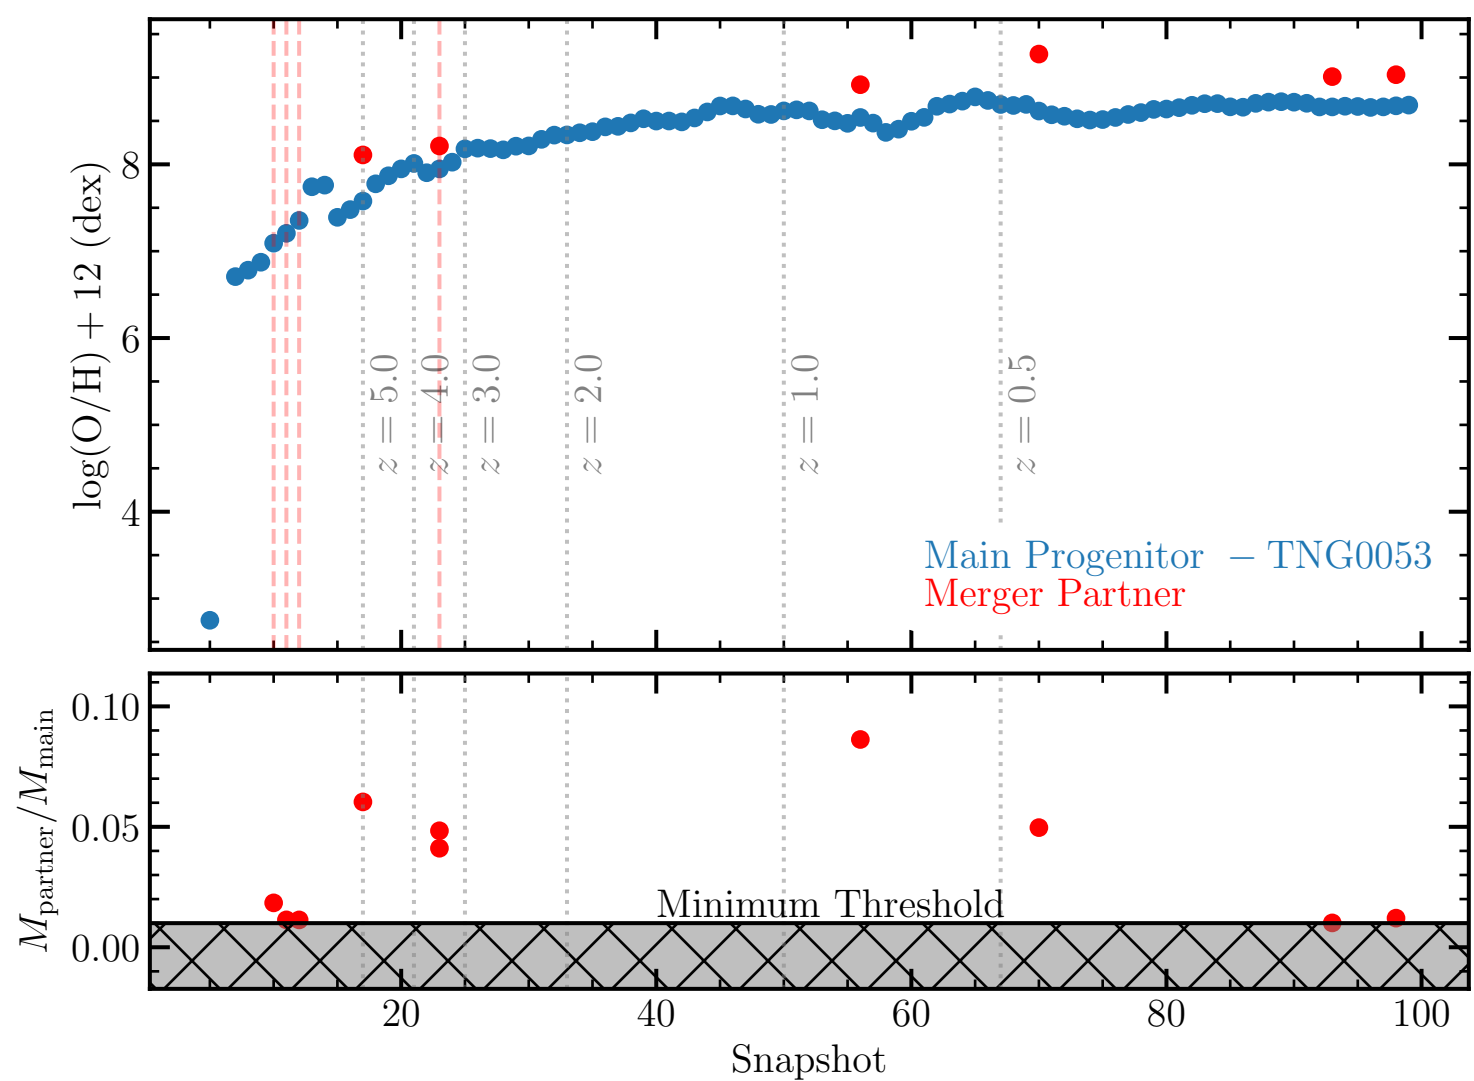 log(O/H) + 12 (dex)
8
6
4
z = 5.0
z = 4.0
z = 3.0
z = 2.0
z = 1.0
z = 0.5
Main Progenitor − TNG0053
Merger Partner
M_partner/M_main
0.10
0.05
0.00
Minimum Threshold
20 40 60 80 100
Snapshot